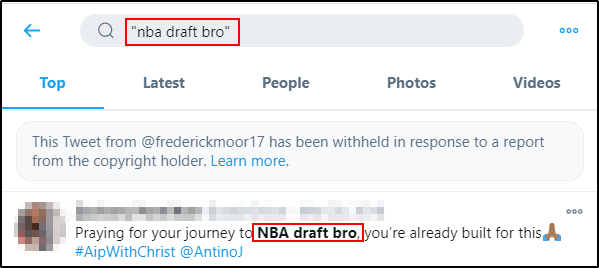 "nba draft bro"
Top Latest People Photos Videos
This Tweet from @frederickmoor17 has been withheld in response to a report
from the copyright holder. Learn more.
Praying for your journey to NBA draft bro, you're already built for this🙏🏾
#AipWithChrist @AntinoJ